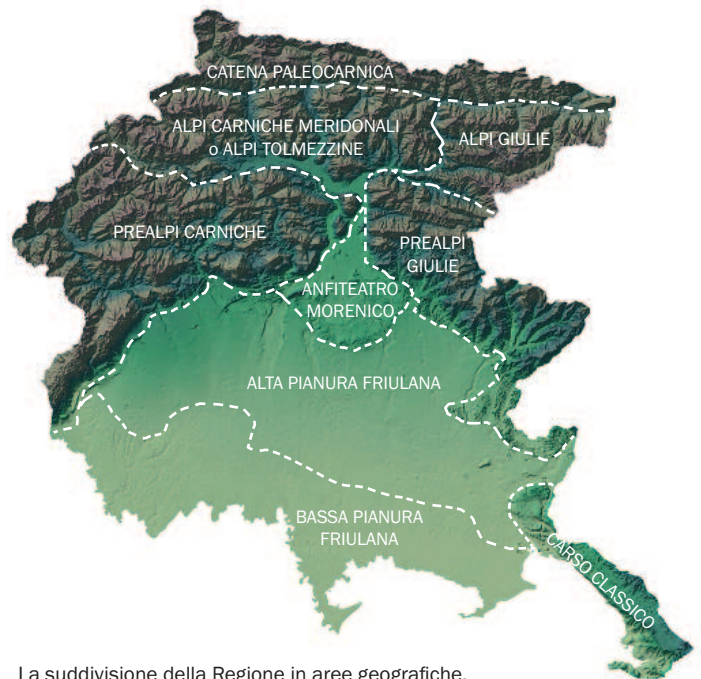 CATENA PALEOCARNICA
ALPI CARNICHE MERIDONALI
o ALPI TOLMEZZINE
ALPI GIULIE
PREALPI CARNICHE
PREALPI
GIULIE
ANFITEATRO
MORENICO
ALTA PIANURA FRIULANA
BASSA PIANURA
FRIULANA
CARSO CLASSICO
La suddivisione della Regione in aree geografiche.